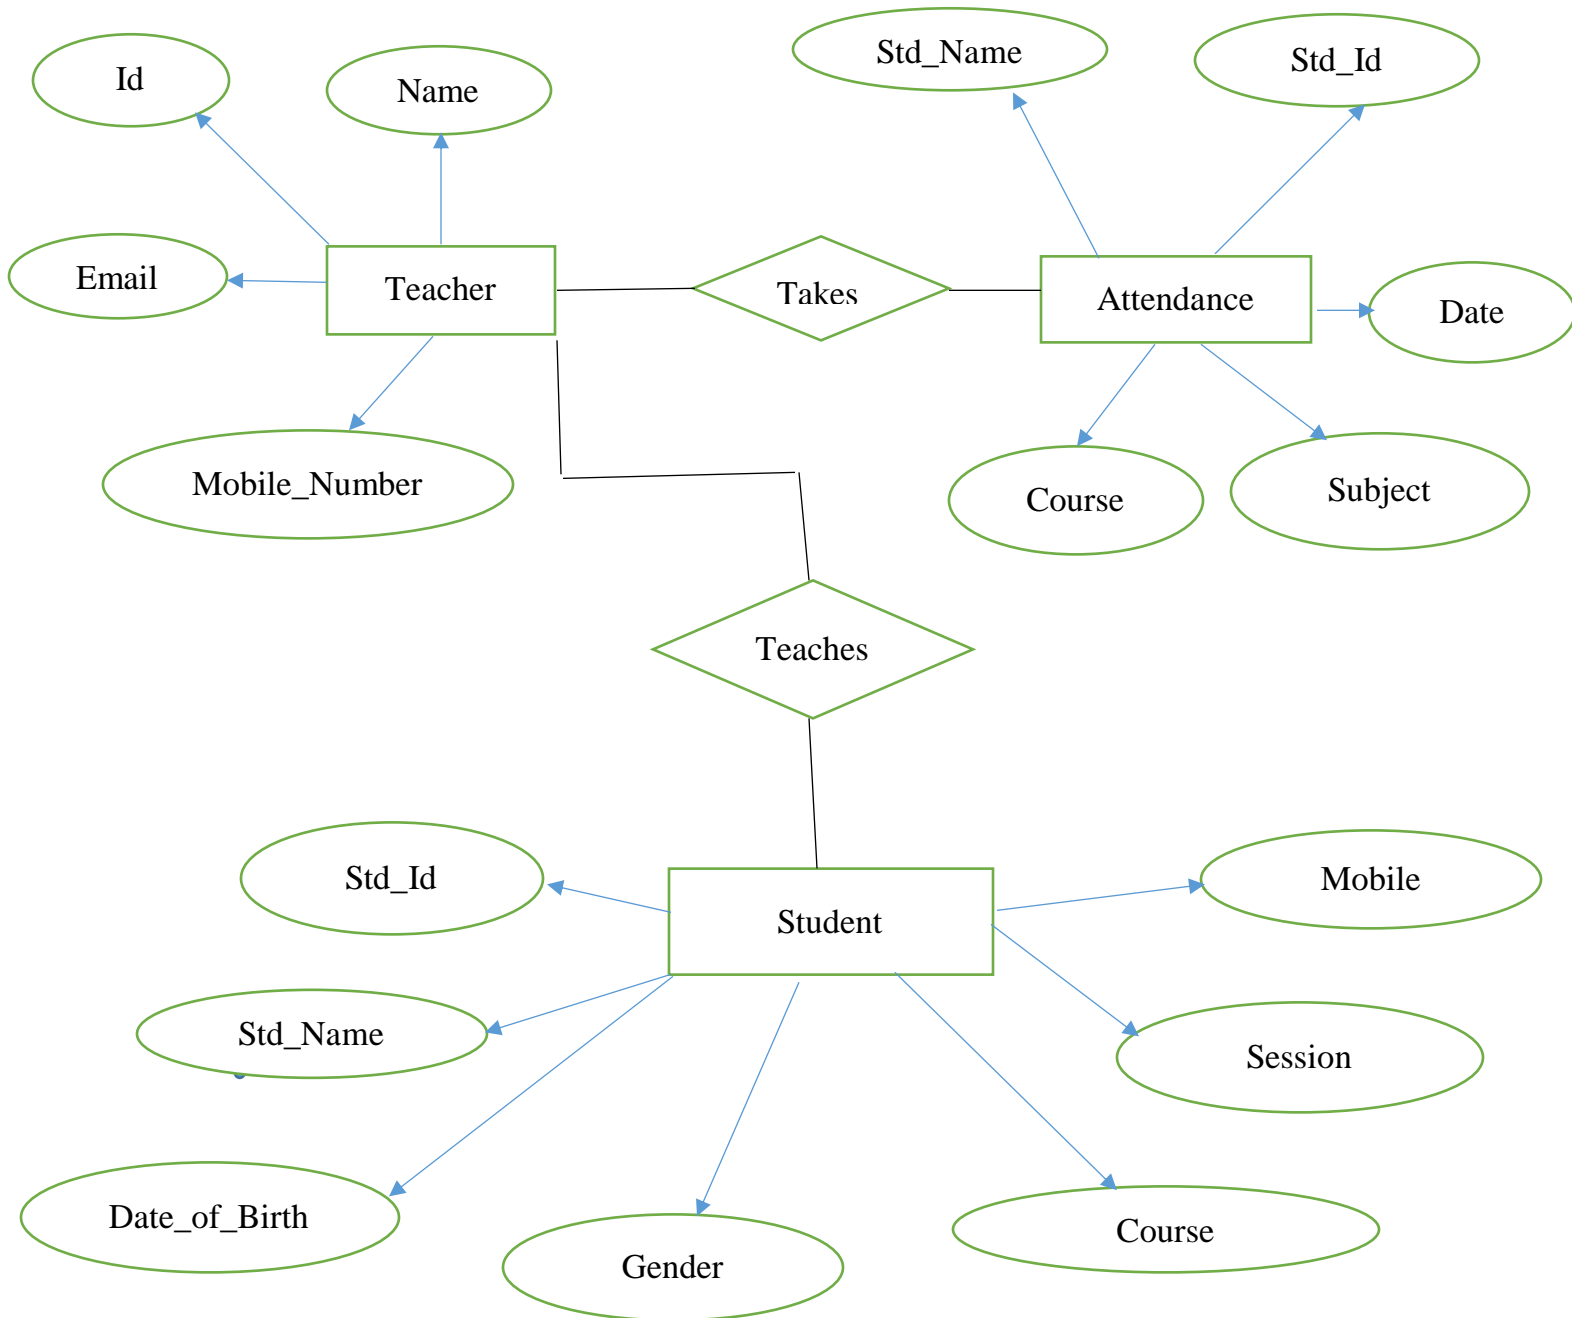 Id
Name
Std_Name
Std_Id
Email
Teacher
Takes
Attendance
Date
Mobile_Number
Course
Subject
Teaches
Std_Id
Student
Mobile
Std_Name
Session
Date_of_Birth
Gender
Course